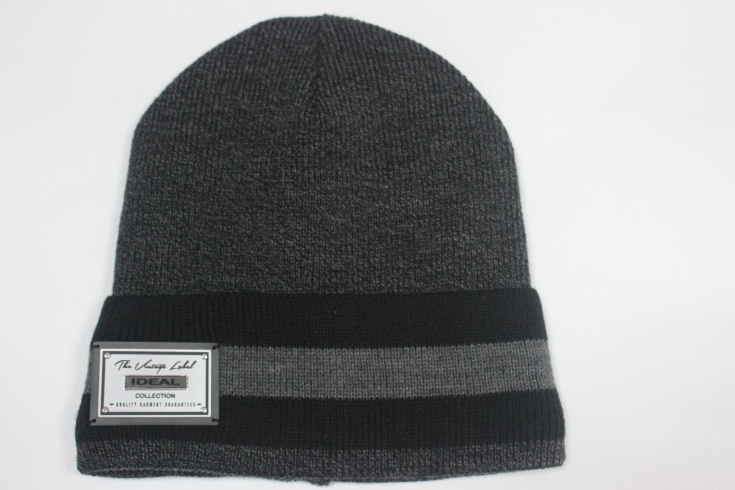 The Vintage Label
IDEAL
COLLECTION
QUALITY GARMENT GUARANTEED